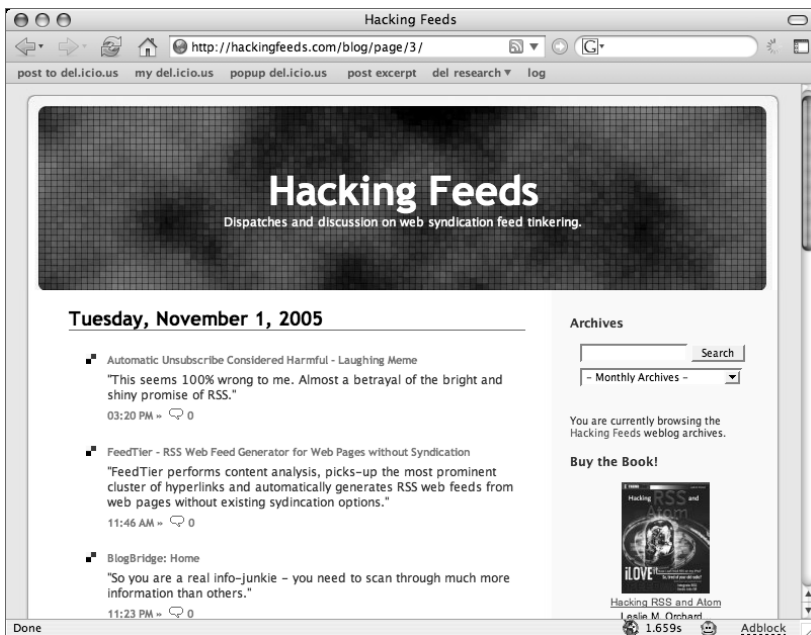 Hacking Feeds
http://hackingfeeds.com/blog/page/3/
G
post to del.icio.us my del.icio.us popup del.icio.us post excerpt del research log
Hacking Feeds
Dispatches and discussion on web syndication feed tinkering.
Tuesday, November 1, 2005
Automatic Unsubscribe Considered Harmful - Laughing Meme
"This seems 100% wrong to me. Almost a betrayal of the bright and
shiny promise of RSS."
03:20 PM » 0
FeedTier - RSS Web Feed Generator for Web Pages without Syndication
"FeedTier performs content analysis, picks-up the most prominent
cluster of hyperlinks and automatically generates RSS web feeds from
web pages without existing sydincation options."
11:46 AM » 0
BlogBridge: Home
"So you are a real info-junkie - you need to scan through much more
information than others."
11:23 PM » 0
Archives
Search
- Monthly Archives -
You are currently browsing the
Hacking Feeds weblog archives.
Buy the Book!
Hacking RSS and
Atom
iLOVE
Hacking RSS and Atom
Leslie M. Orchard
Done 1.659s Adblock